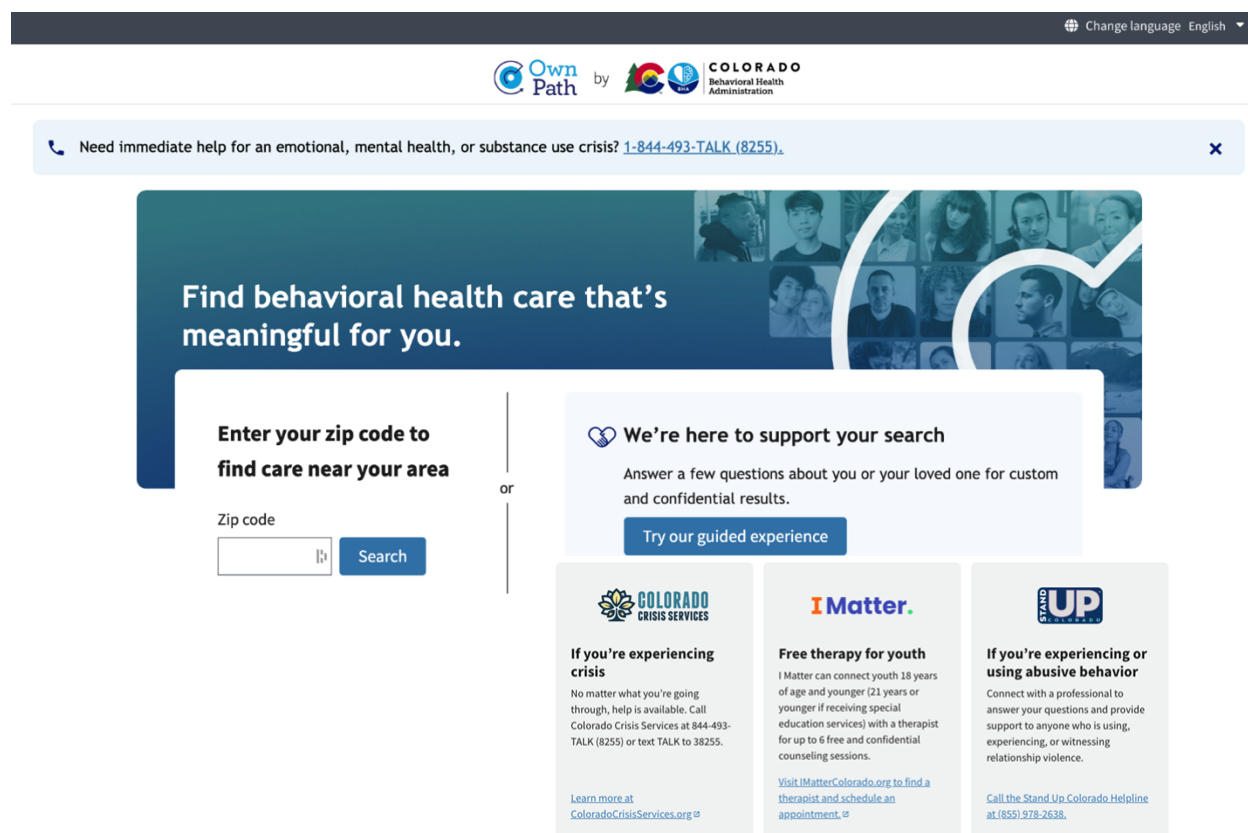 Change language English
Own
Path
by
COLORADO
Behavioral Health
Administration
BHA
Need immediate help for an emotional, mental health, or substance use crisis? 1-844-493-TALK (8255).
Find behavioral health care that’s
meaningful for you.
Enter your zip code to
find care near your area
Zip code
Search
or
We’re here to support your search
Answer a few questions about you or your loved one for custom
and confidential results.
Try our guided experience
COLORADO
CRISIS SERVICES
If you’re experiencing
crisis
No matter what you’re going
through, help is available. Call
Colorado Crisis Services at 844-493-
TALK (8255) or text TALK to 38255.
Learn more at
ColoradoCrisisServices.org
I Matter.
Free therapy for youth
I Matter can connect youth 18 years
of age and younger (21 years or
younger if receiving special
education services) with a therapist
for up to 6 free and confidential
counseling sessions.
Visit IMatterColorado.org to find a
therapist and schedule an
appointment.
STAND
UP
COLORADO
If you’re experiencing or
using abusive behavior
Connect with a professional to
answer your questions and provide
support to anyone who is using,
experiencing, or witnessing
relationship violence.
Call the Stand Up Colorado Helpline
at (855) 978-2638.